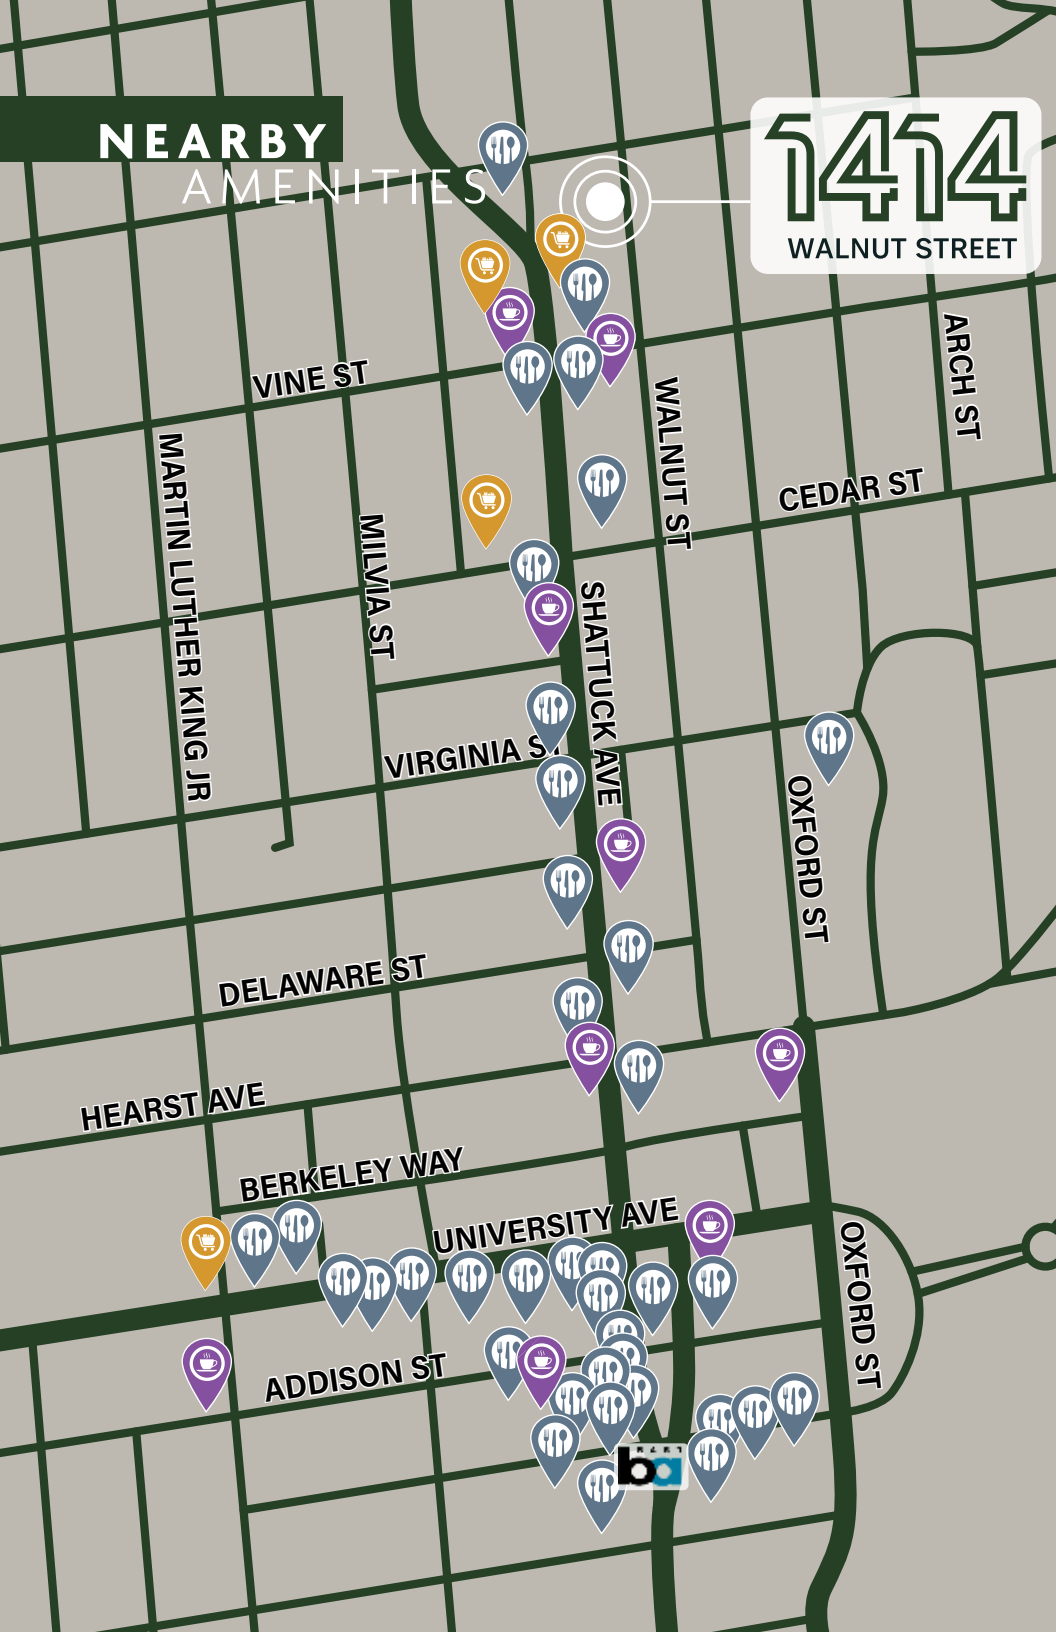 NEARBY
AMENITIES
1414
WALNUT STREET
ARCH ST
VINE ST
WALNUT ST
MARTIN LUTHER KING JR
CEDAR ST
MILVIA ST
SHATTUCK AVE
VIRGINIA
OXFORD ST
DELAWARE ST
HEARST AVE
BERKELEY WAY
UNIVERSITY AVE
OXFORD ST
ADDISON ST
ba